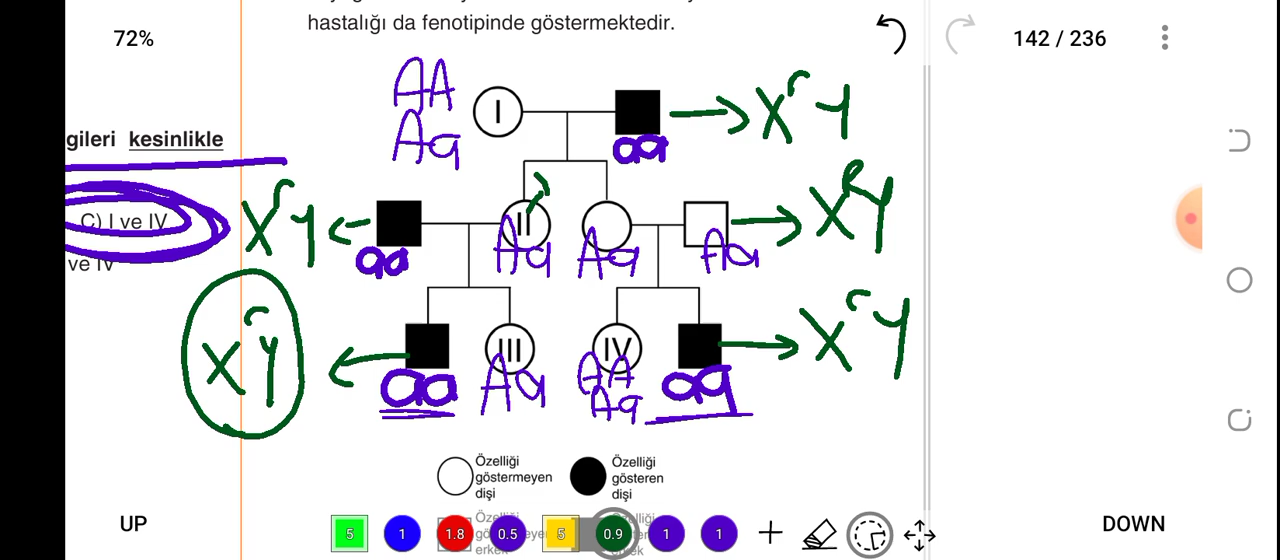 72%
142 / 236
hastalığı da fenotipinde göstermektedir.
AA
Aa
I
aa
X^r Y
gileri kesinlikle
C) I ve IV
ve IV
X^r Y
aa
II
Aa
Aa
Aa
X^R Y
X^r Y
aa
III
Aa
IV
AA
Aa
aa
X^r Y
Özelliği
göstermeyen
dişi
Özelliği
gösteren
dişi
UP
5
1
1.8
0.5
5
0.9
1
1
DOWN
erkek
erkek